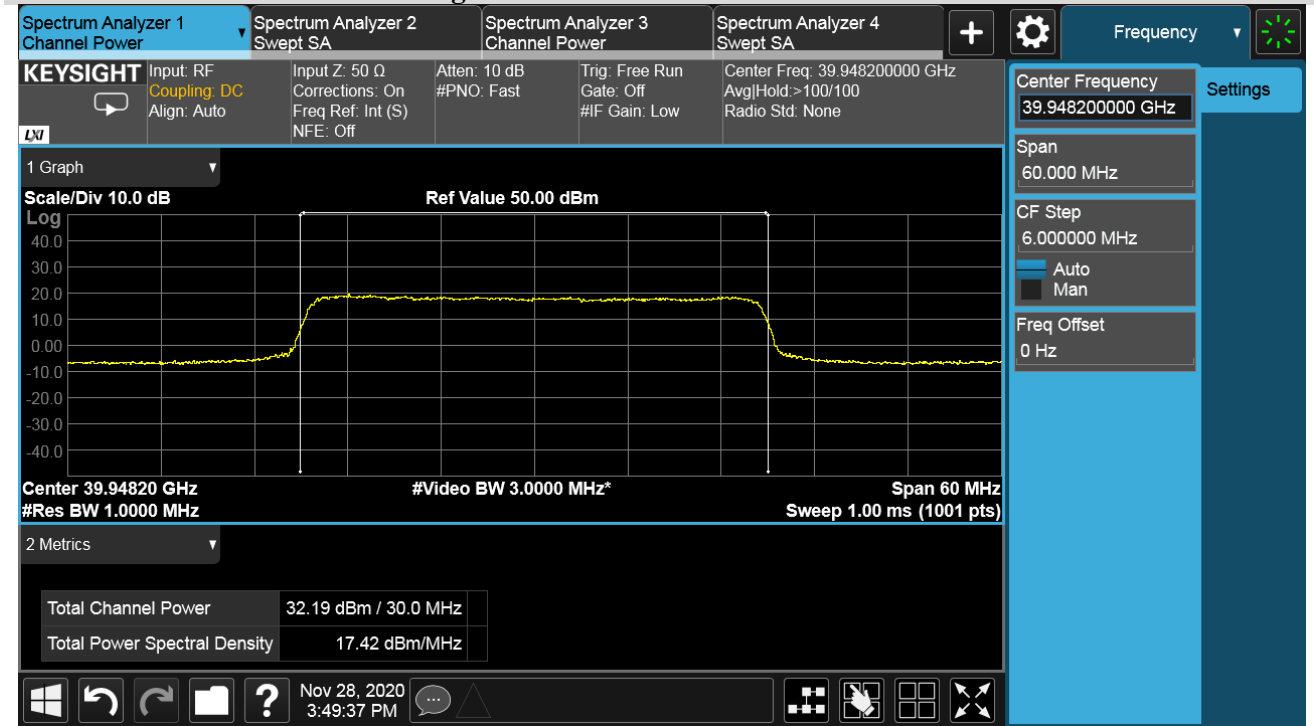 Spectrum Analyzer 1
Channel Power
Spectrum Analyzer 2
Swept SA
Spectrum Analyzer 3
Channel Power
Spectrum Analyzer 4
Swept SA
Frequency
KEYSIGHT
LXI
Input: RF
Coupling: DC
Align: Auto
Input Z: 50 Ω
Corrections: On
Freq Ref: Int (S)
NFE: Off
Atten: 10 dB
#PNO: Fast
Trig: Free Run
Gate: Off
#IF Gain: Low
Center Freq: 39.948200000 GHz
Avg|Hold:>100/100
Radio Std: None
Center Frequency
39.948200000 GHz
Settings
Span
60.000 MHz
CF Step
6.000000 MHz
Auto
Man
Freq Offset
0 Hz
1 Graph
Scale/Div 10.0 dB
Ref Value 50.00 dBm
Log
40.0
30.0
20.0
10.0
0.00
-10.0
-20.0
-30.0
-40.0
Center 39.94820 GHz
#Video BW 3.0000 MHz*
Span 60 MHz
#Res BW 1.0000 MHz
Sweep 1.00 ms (1001 pts)
2 Metrics
Total Channel Power 32.19 dBm / 30.0 MHz
Total Power Spectral Density 17.42 dBm/MHz
Nov 28, 2020
3:49:37 PM